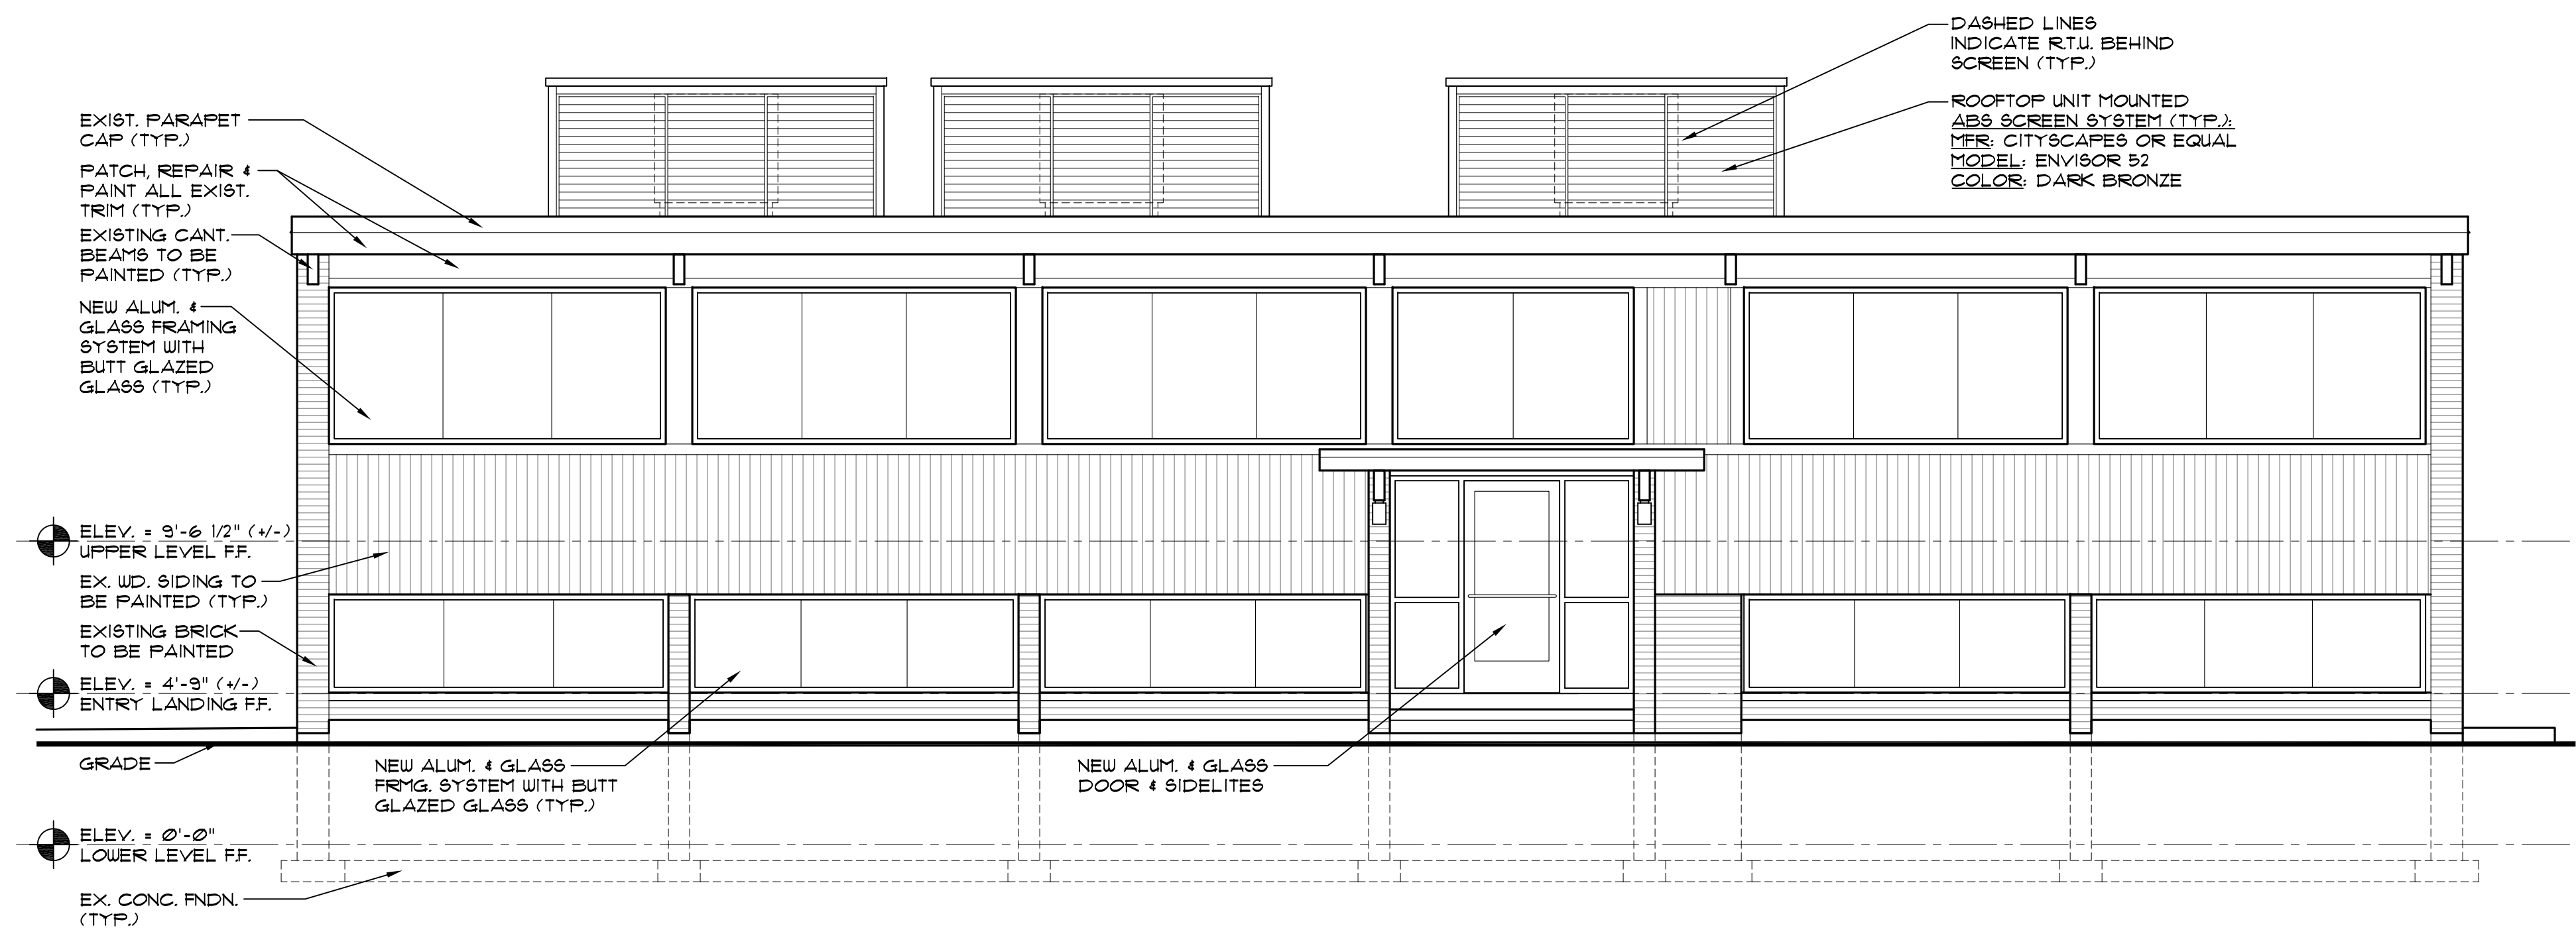 DASHED LINES
INDICATE R.T.U. BEHIND
SCREEN (TYP.)
ROOFTOP UNIT MOUNTED
ABS SCREEN SYSTEM (TYP.):
MFR: CITYSCAPES OR EQUAL
MODEL: ENVISOR 52
COLOR: DARK BRONZE
EXIST. PARAPET
CAP (TYP.)
PATCH, REPAIR &
PAINT ALL EXIST.
TRIM (TYP.)
EXISTING CANT.
BEAMS TO BE
PAINTED (TYP.)
NEW ALUM. &
GLASS FRAMING
SYSTEM WITH
BUTT GLAZED
GLASS (TYP.)
ELEV. = 9'-6 1/2" (+/-)
UPPER LEVEL F.F.
EX. WD. SIDING TO
BE PAINTED (TYP.)
EXISTING BRICK
TO BE PAINTED
ELEV. = 4'-9" (+/-)
ENTRY LANDING F.F.
GRADE
NEW ALUM. & GLASS
FRMG. SYSTEM WITH BUTT
GLAZED GLASS (TYP.)
NEW ALUM. & GLASS
DOOR & SIDELITES
ELEV. = 0'-0"
LOWER LEVEL F.F.
EX. CONC. FNDN.
(TYP.)